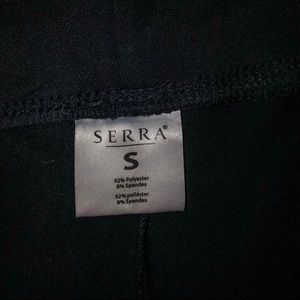 SERRA®
S
92% Polyester
8% Spandex
92% poliéster
8% Spandex